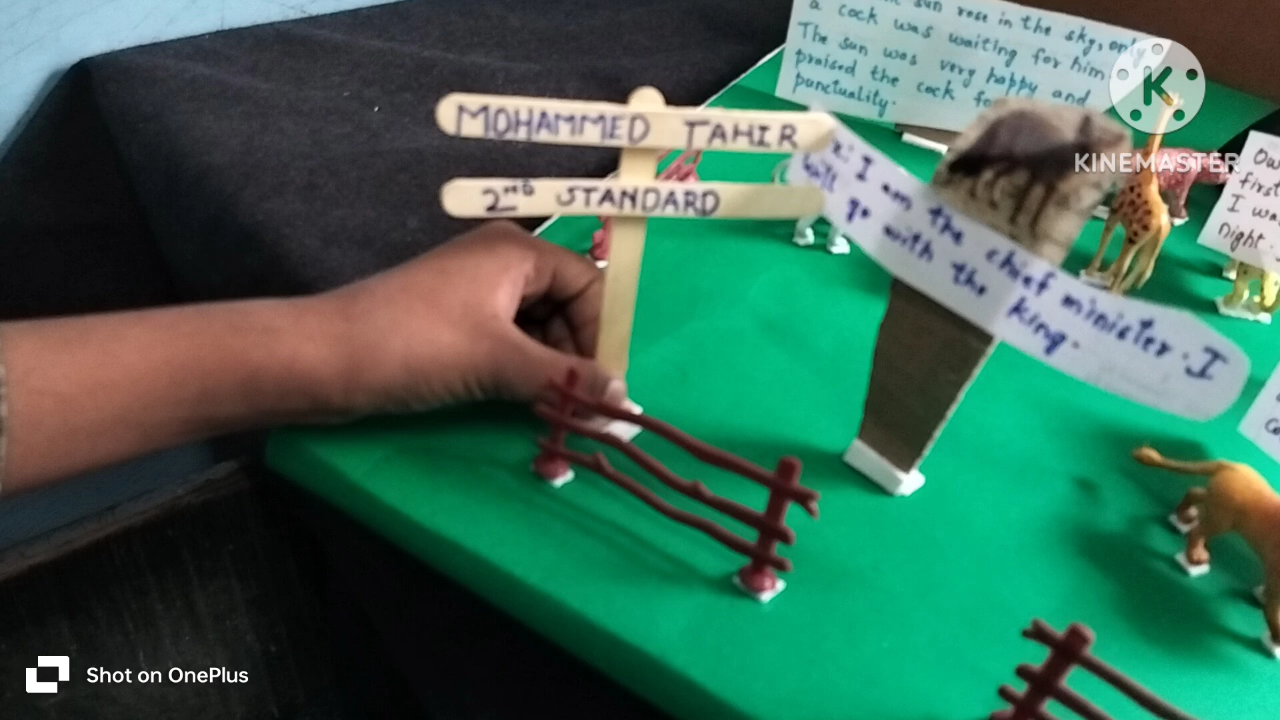 sun rose in the sky, only
a cock was waiting for him
The sun was very happy and
praised the cock
punctuality.
KINEMASTER
MOHAMMED TAHIR
2nd STANDARD
I am the chief minister. I
will go with the king.
first
night.
Shot on OnePlus